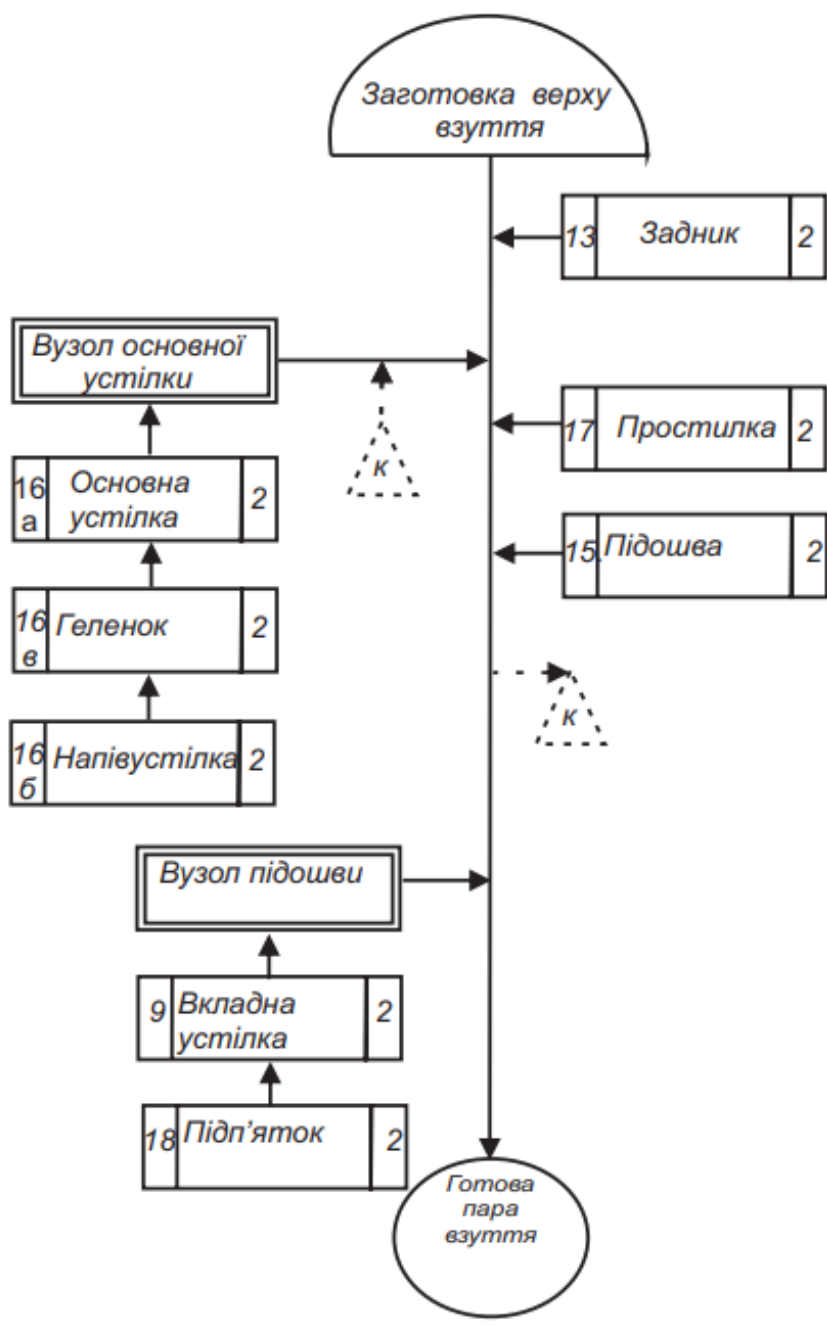 Заготовка верху
взуття
13 Задник 2
Вузол основної
устілки
17 Простилка 2
к
16 Основна 2
а устілка
15 Підошва 2
16 Геленок 2
в
к
16 Напівустілка 2
б
Вузол підошви
9 Вкладна 2
устілка
18 Підп’яток 2
Готова
пара
взуття